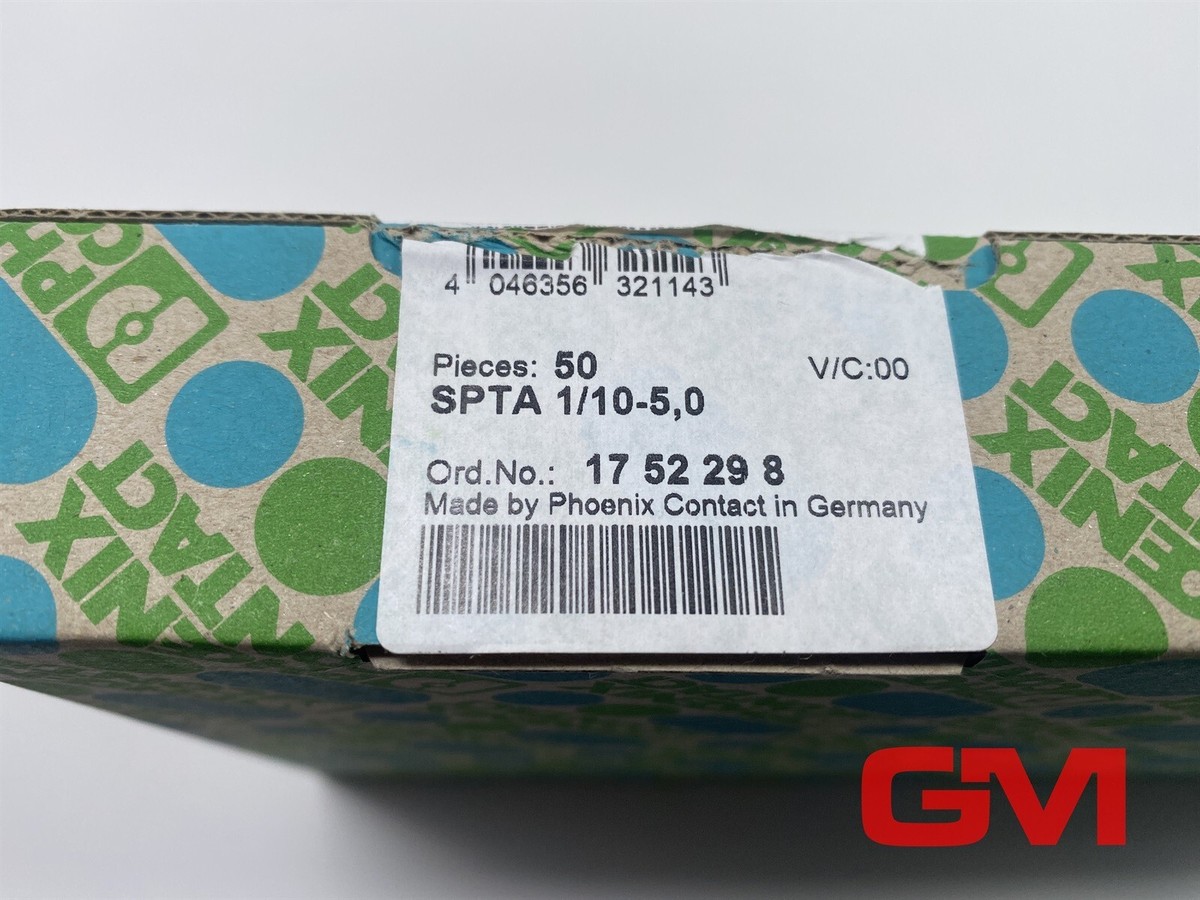 4 046356 321143
Pieces: 50 V/C:00
SPTA 1/10-5,0
Ord.No.: 17 52 29 8
Made by Phoenix Contact in Germany
GM